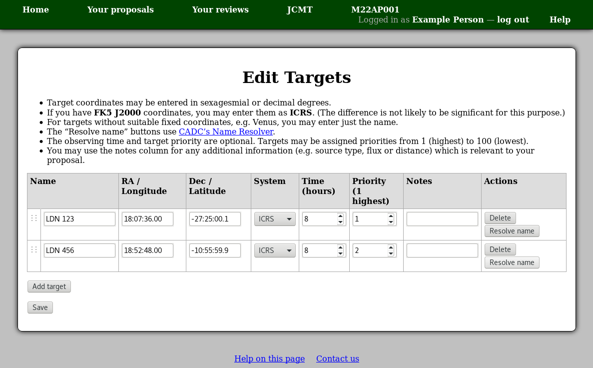 Home Your proposals Your reviews JCMT M22AP001
Logged in as Example Person — log out Help
Edit Targets
• Target coordinates may be entered in sexagesmial or decimal degrees.
• If you have FK5 J2000 coordinates, you may enter them as ICRS. (The difference is not likely to be significant for this purpose.)
• For targets without suitable fixed coordinates, e.g. Venus, you may enter just the name.
• The “Resolve name” buttons use CADC’s Name Resolver.
• The observing time and target priority are optional. Targets may be assigned priorities from 1 (highest) to 100 (lowest).
• You may use the notes column for any additional information (e.g. source type, flux or distance) which is relevant to your
proposal.
Name RA / Dec / System Time Priority Notes Actions
Longitude Latitude (hours) (1
highest)
LDN 123 18:07:36.00 -27:25:00.1 ICRS 8 1 Delete
Resolve name
LDN 456 18:52:48.00 -10:55:59.9 ICRS 8 2 Delete
Resolve name
Add target
Save
Help on this page Contact us